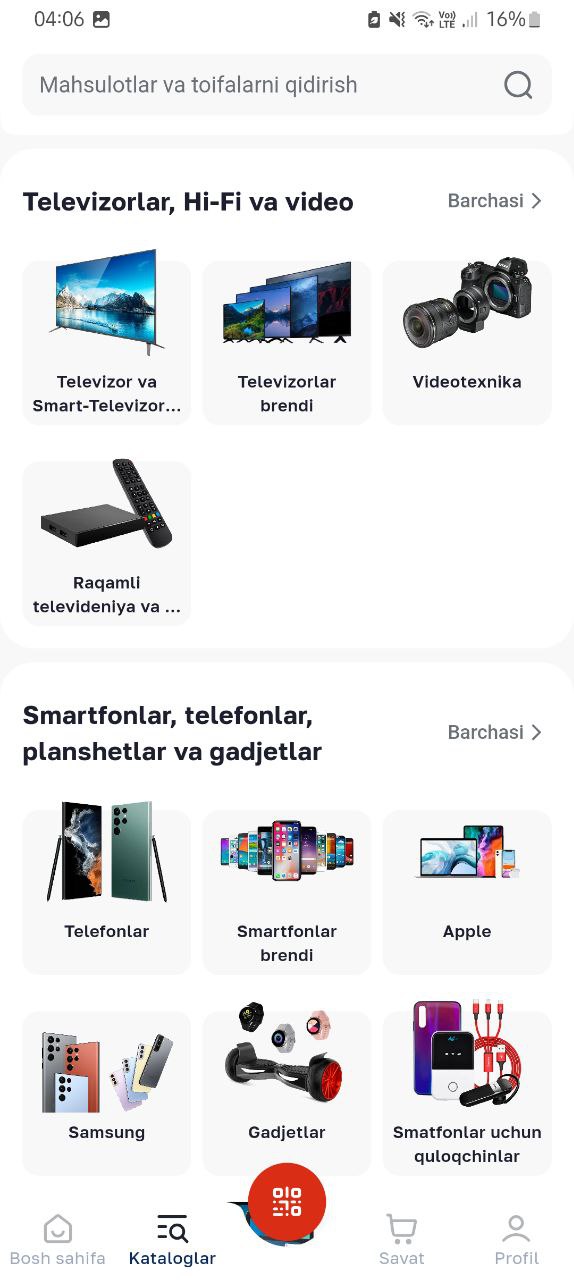 04:06
Vo)) LTE
16%
Mahsulotlar va toifalarni qidirish
Televizorlar, Hi-Fi va video
Barchasi
Televizor va
Smart-Televizor...
Televizorlar
brendi
Videotexnika
Raqamli
televideniya va ...
Smartfonlar, telefonlar,
planshetlar va gadjetlar
Barchasi
Telefonlar
Smartfonlar
brendi
Apple
Samsung
Gadjetlar
Smatfonlar uchun
quloqchinlar
Bosh sahifa
Kataloglar
Savat
Profil